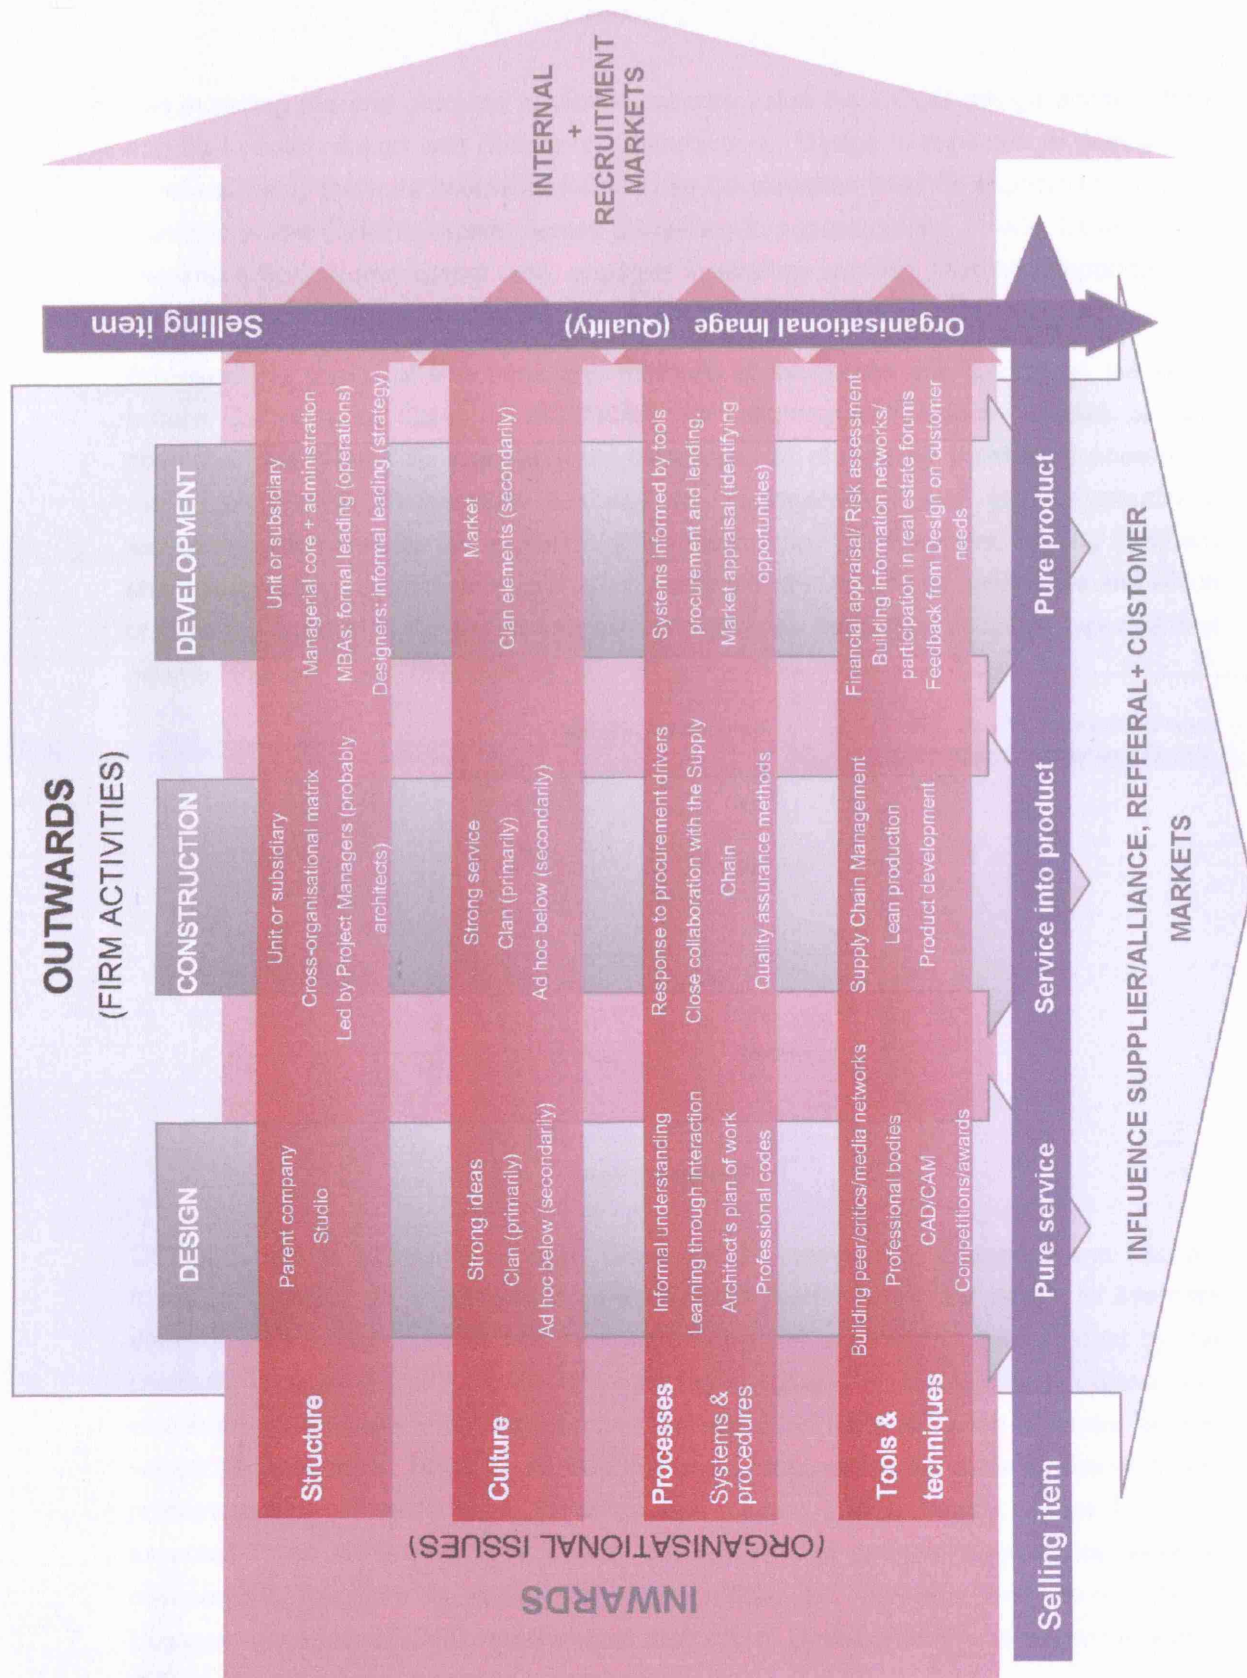 OUTWARDS
(FIRM ACTIVITIES)
DESIGN
CONSTRUCTION
DEVELOPMENT
INWARDS
(ORGANISATIONAL ISSUES)
Structure
Parent company
Studio
Unit or subsidiary
Cross-organisational matrix
Led by Project Managers (probably
architects)
Unit or subsidiary
Managerial core + administration
MBAs: formal leading (operations)
Designers: Informal leading (strategy)
Culture
Strong ideas
Clan (primarily)
Ad hoc below (secondarily)
Strong service
Clan (primarily)
Ad hoc below (secondarily)
Market
Clan elements (secondarily)
Processes
Systems &
procedures
Informal understanding
Learning through interaction
Architect's plan of work
Professional codes
Response to procurement drivers
Close collaboration with the Supply
Chain
Quality assurance methods
Systems informed by tools
procurement and lending.
Market appraisal (identifying
opportunities)
Tools &
techniques
Building peer/critics/media networks
Professional bodies
CAD/CAM
Competitions/awards
Supply Chain Management
Lean production
Product development
Financial appraisal/ Risk assessment
Building information networks/
participation in real estate forums
Feedback from Design on customer
needs
Selling item
Organisational Image (Quality)
INTERNAL
+
RECRUITMENT
MARKETS
Selling item
Pure service
Service into product
Pure product
INFLUENCE SUPPLIER/ALLIANCE, REFFERAL+ CUSTOMER
MARKETS